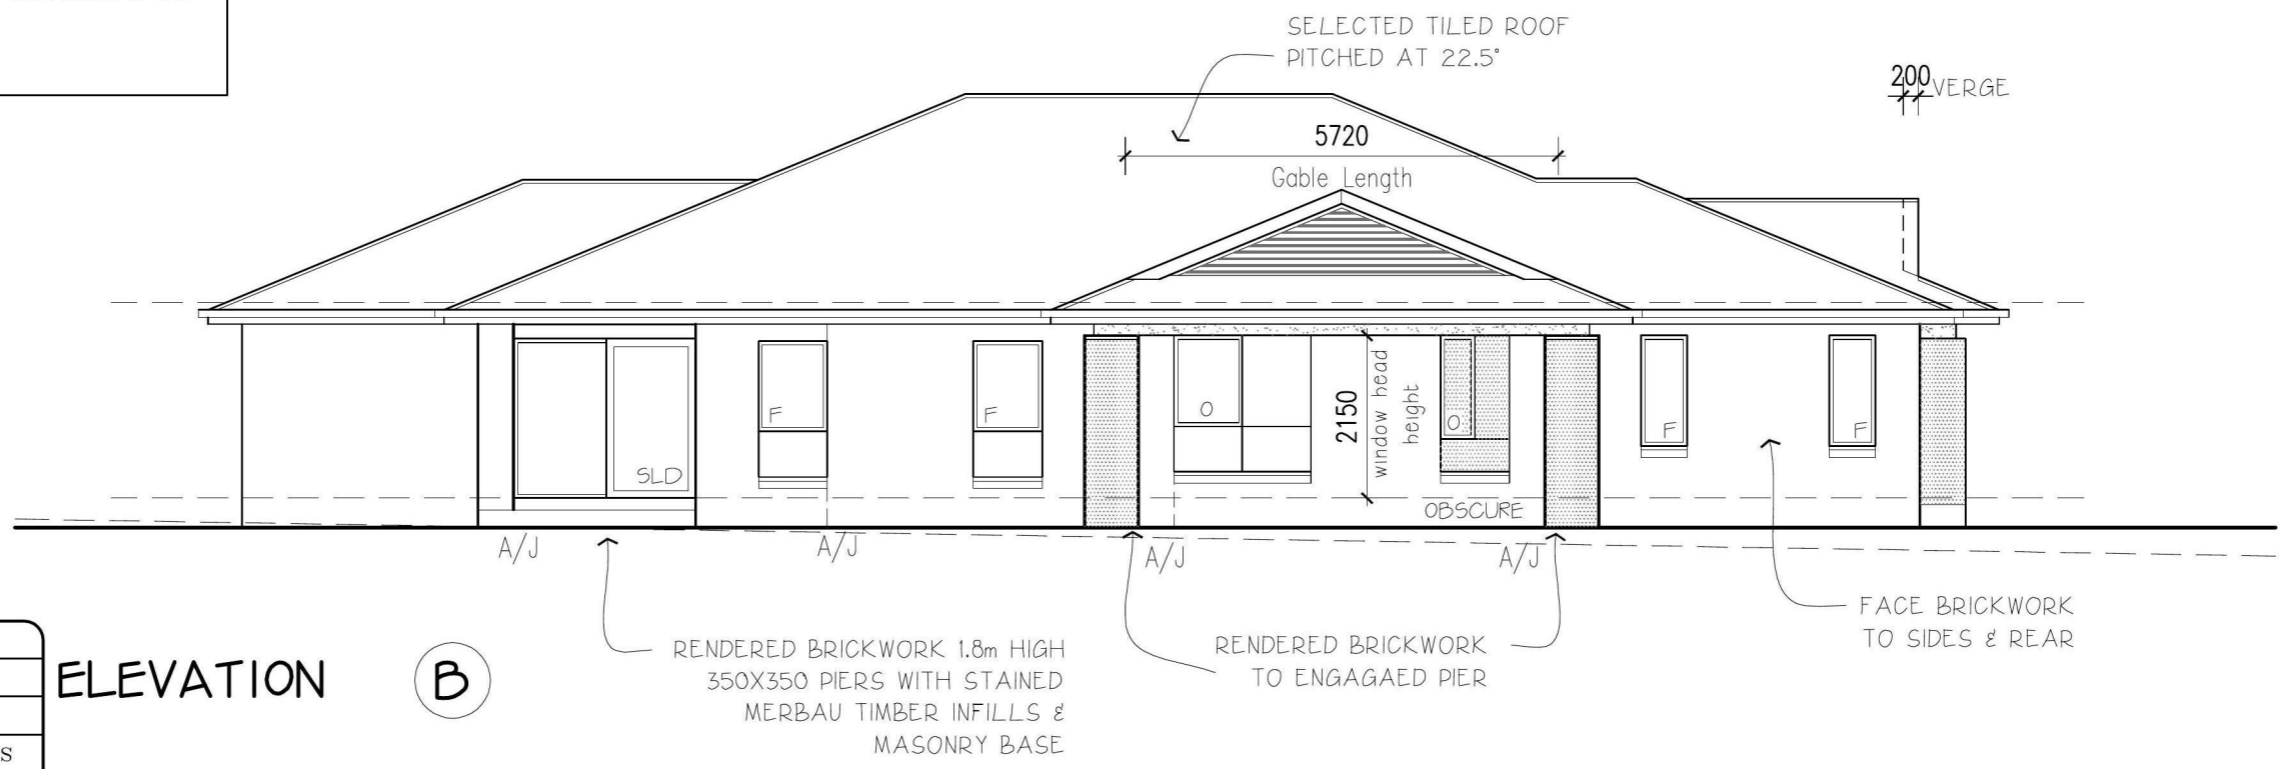 SELECTED TILED ROOF
PITCHED AT 22.5°
200 VERGE
5720
Gable Length
2150
window head
height
F
F
O
O
F
F
SLD
OBSCURE
A/J
A/J
A/J
A/J
FACE BRICKWORK
TO SIDES & REAR
RENDERED BRICKWORK
TO ENGAGAED PIER
RENDERED BRICKWORK 1.8m HIGH
350X350 PIERS WITH STAINED
MERBAU TIMBER INFILLS &
MASONRY BASE
ELEVATION B
S